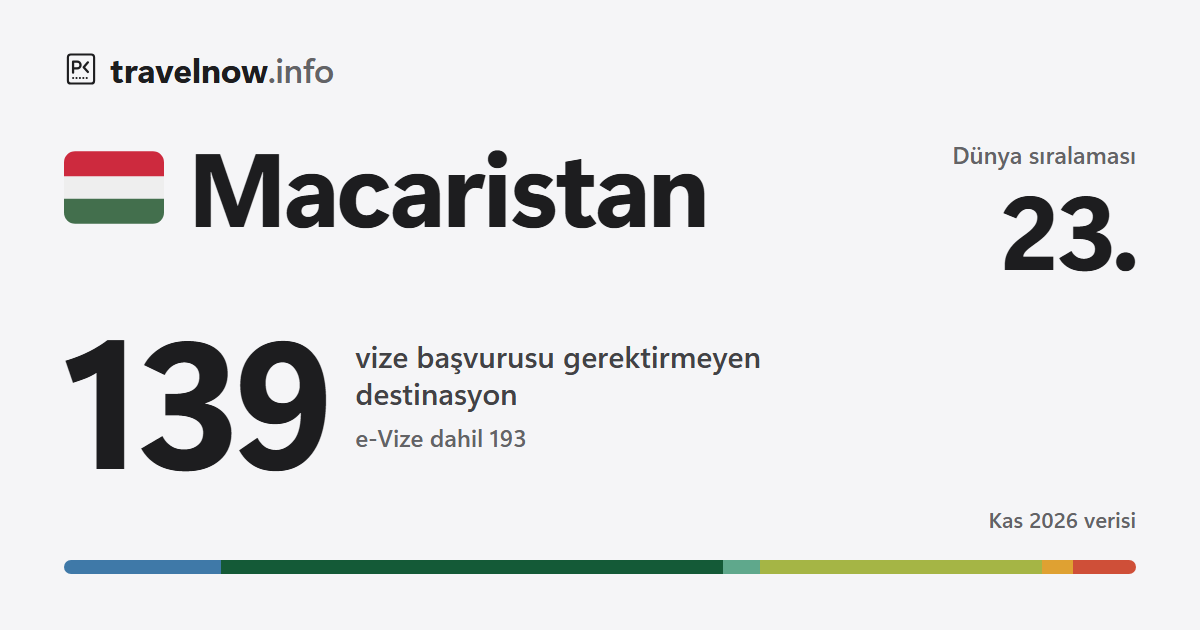 travelnow.info
Macaristan
Dünya sıralaması
23.
139
vize başvurusu gerektirmeyen
destinasyon
e-Vize dahil 193
Kas 2026 verisi